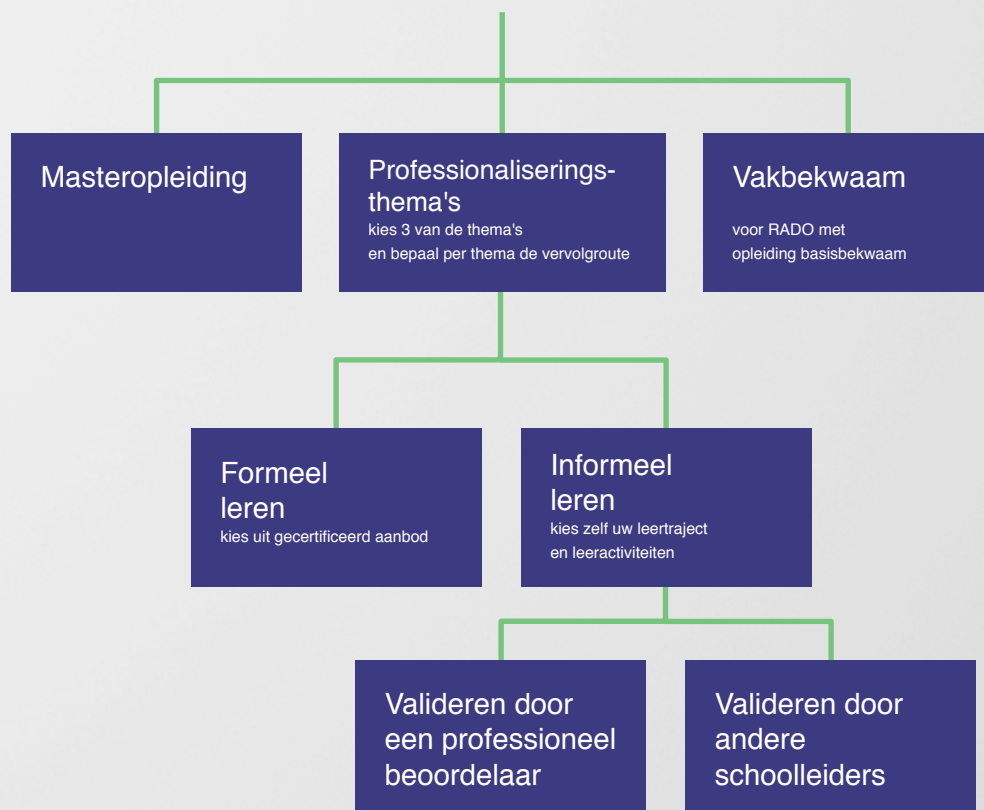 Masteropleiding
Professionaliserings-
thema's
kies 3 van de thema's
en bepaal per thema de vervolgroute
Vakbekwaam
voor RADO met
opleiding basisbekwaam
Formeel
leren
kies uit gecertificeerd aanbod
Informeel
leren
kies zelf uw leertraject
en leeractiviteiten
Valideren door
een professioneel
beoordelaar
Valideren door
andere
schoolleiders